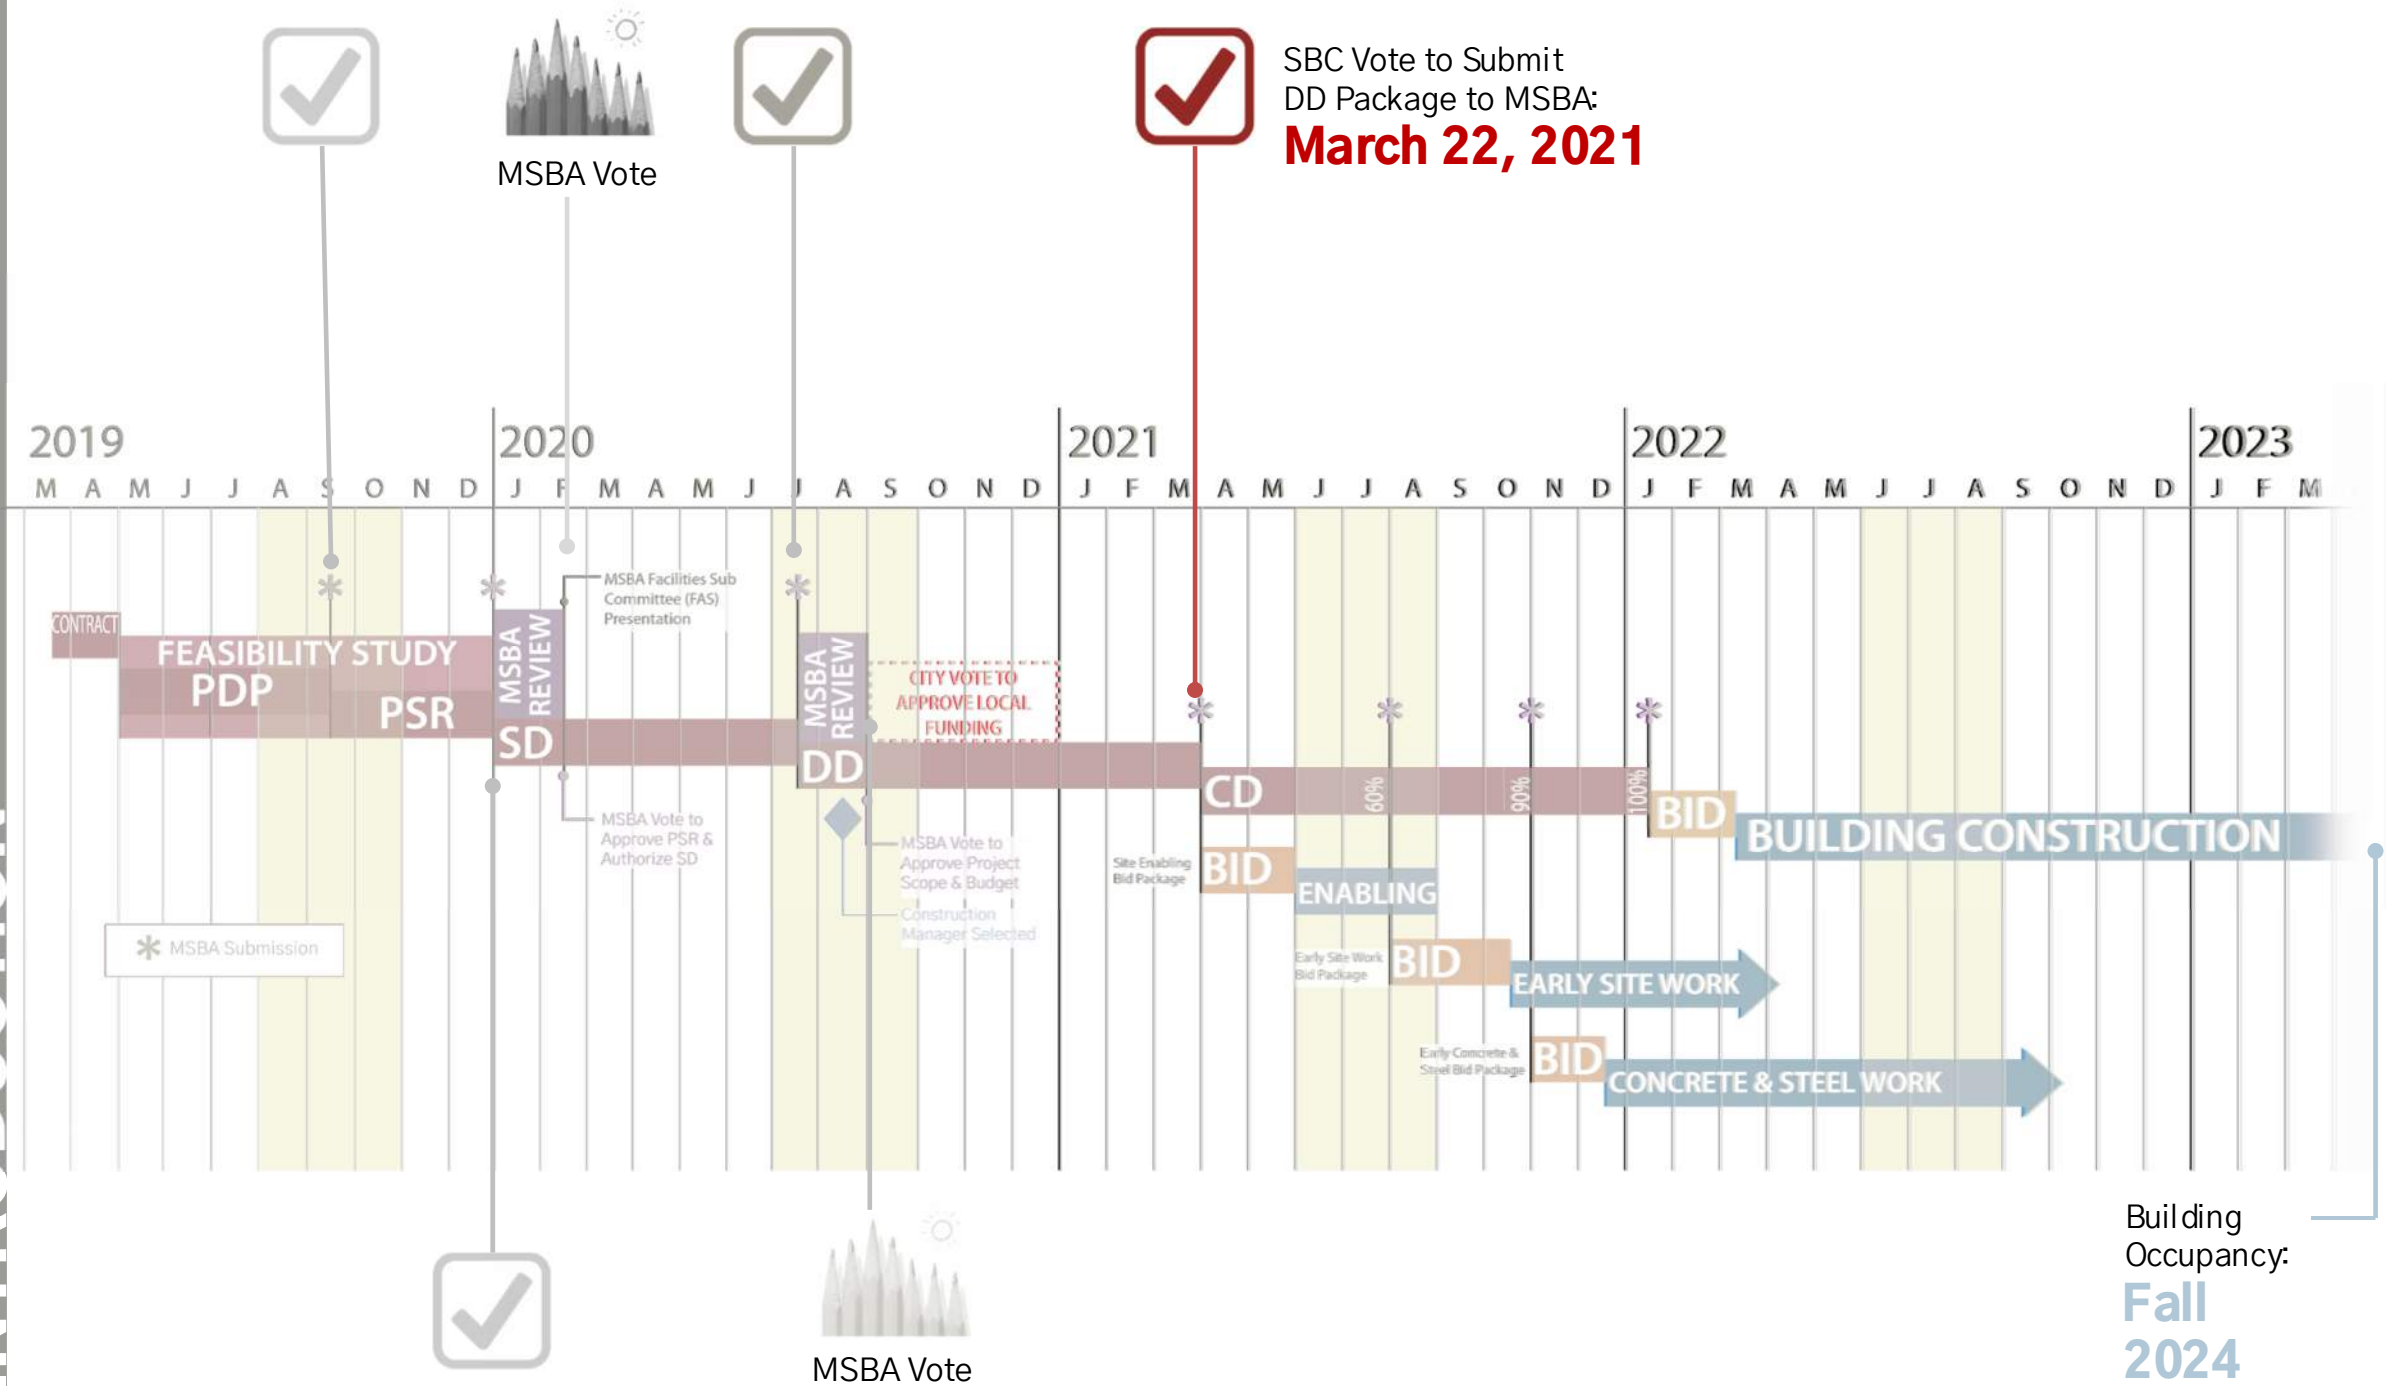 SBC Vote to Submit
DD Package to MSBA:
March 22, 2021
MSBA Vote
2019
2020
2021
2022
2023
M A M J J A S O N D J F M A M J J A S O N D J F M A M J J A S O N D J F M A M J J A S O N D J F M
MSBA Facilities Sub
Committee (FAS)
Presentation
CONTRACT
FEASIBILITY STUDY
PDP
PSR
MSBA
REVIEW
SD
MSBA
REVIEW
DD
CITY VOTE TO
APPROVE LOCAL
FUNDING
CD
60%
90%
100%
BID
BUILDING CONSTRUCTION
MSBA Vote to
Approve PSR &
Authorize SD
MSBA Vote to
Approve Project
Scope & Budget
Construction
Manager Selected
Site Enabling
Bid Package
BID
ENABLING
* MSBA Submission
Early Site Work
Bid Package
BID
EARLY SITE WORK
Early Concrete &
Steel Bid Package
BID
CONCRETE & STEEL WORK
Building
Occupancy:
Fall
2024
MSBA Vote